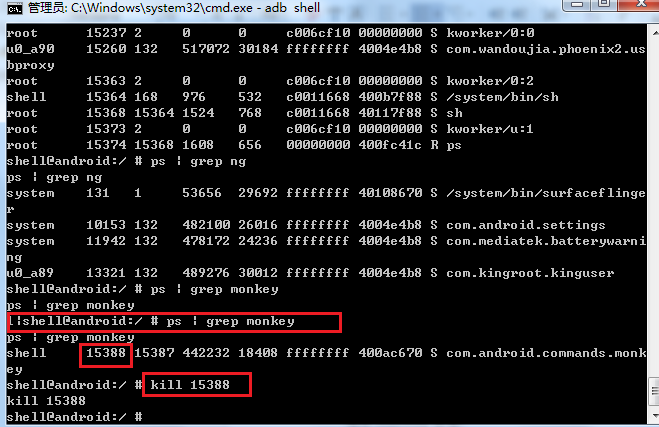 管理员: C:\Windows\system32\cmd.exe - adb shell
root      15237 2     0      0     c006cf10 00000000 S kworker/0:0
u0_a90    15260 132   517072 30184 ffffffff 4004e4b8 S com.wandoujia.phoenix2.us
bproxy
root      15363 2     0      0     c006cf10 00000000 S kworker/0:2
shell     15364 168   976    532   c0011668 400b7f88 S /system/bin/sh
root      15368 15364 1524   768   c0011668 40117f88 S sh
root      15373 2     0      0     c006cf10 00000000 S kworker/u:1
root      15374 15368 1608   656   00000000 400fc41c R ps
shell@android:/ # ps | grep ng
ps | grep ng
system    131   1     53656  29692 ffffffff 40108670 S /system/bin/surfaceflinge
r
system    10153 132   482100 26016 ffffffff 4004e4b8 S com.android.settings
system    11942 132   478172 24236 ffffffff 4004e4b8 S com.mediatek.batterywarni
ng
u0_a89    13321 132   489276 30012 ffffffff 4004e4b8 S com.kingroot.kinguser
shell@android:/ # ps | grep monkey
ps | grep monkey
1|shell@android:/ # ps | grep monkey
ps | grep monkey
shell     15388 15387 442232 18408 ffffffff 400ac670 S com.android.commands.monk
ey
shell@android:/ # kill 15388
kill 15388
shell@android:/ #